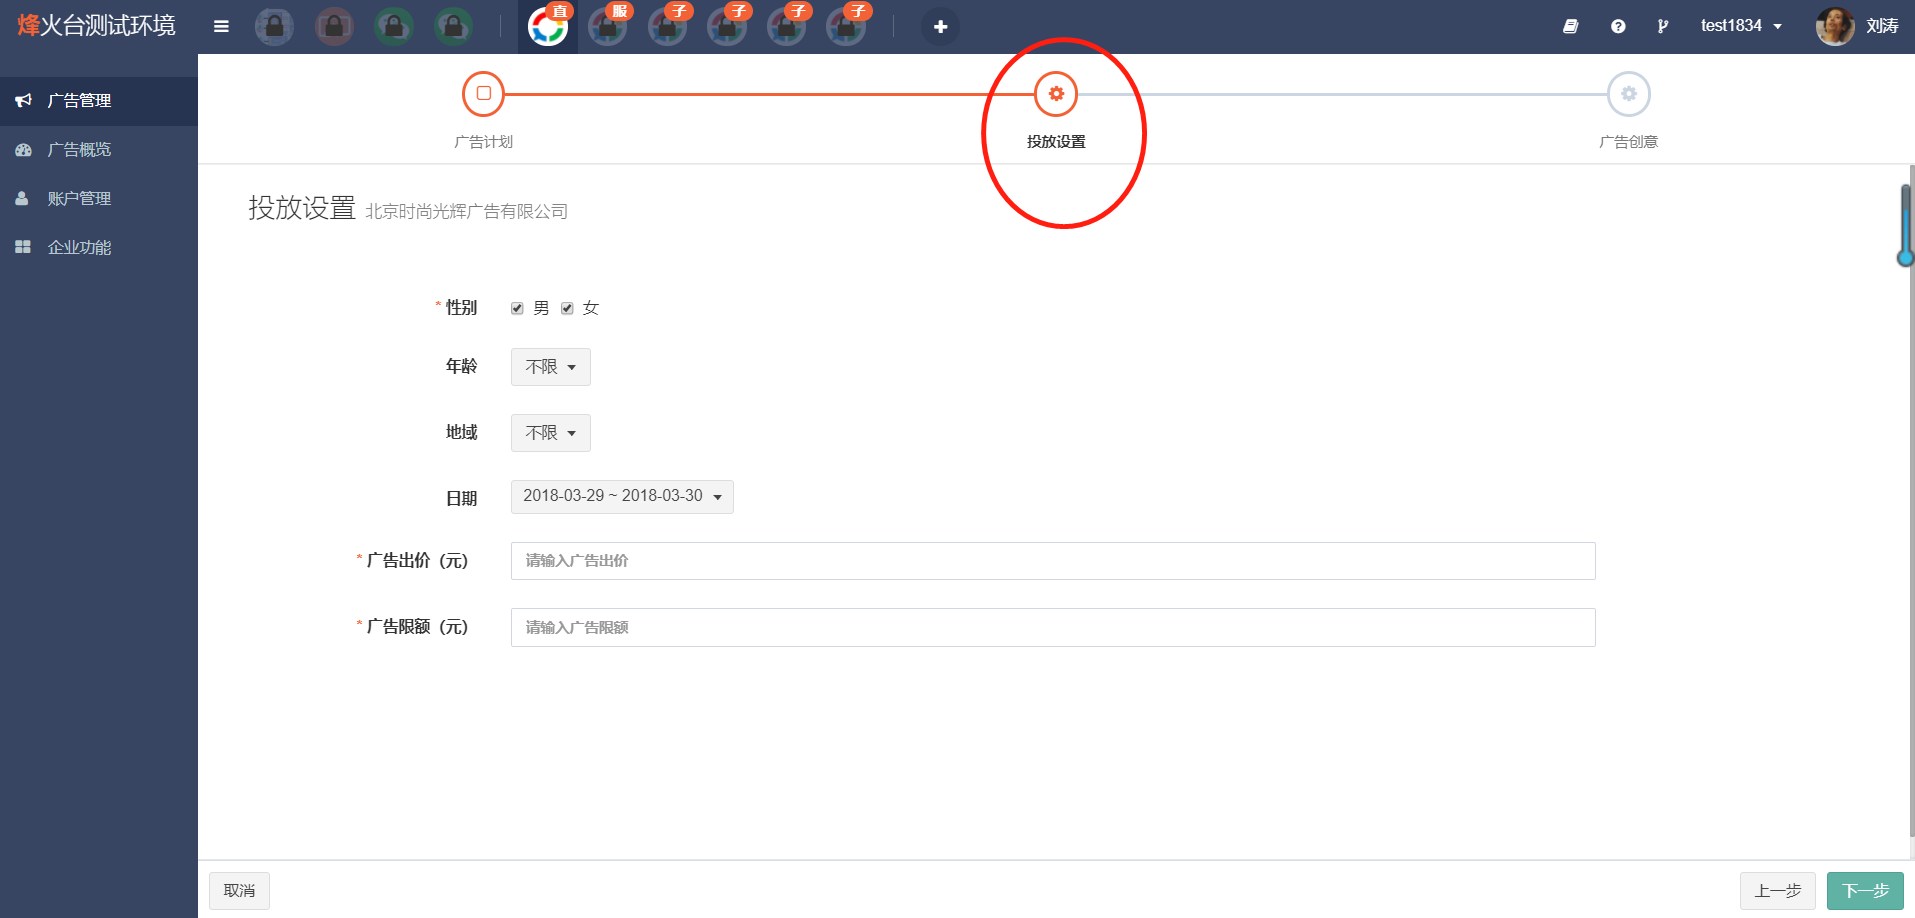 烽火台测试环境
直 服 子 子 子 子
test1834
刘涛
广告管理
广告概览
账户管理
企业功能
广告计划 投放设置 广告创意
投放设置 北京时尚光辉广告有限公司
* 性别 男 女
年龄 不限
地域 不限
日期 2018-03-29 ~ 2018-03-30
* 广告出价（元） 请输入广告出价
* 广告限额（元） 请输入广告限额
取消 上一步 下一步